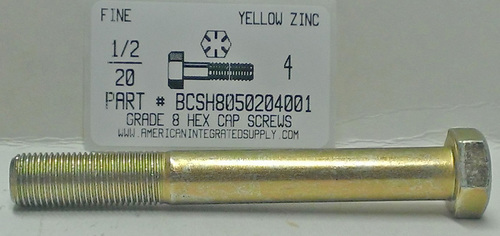 FINE YELLOW ZINC
1/2
20
4
PART # BCSH8050204001
GRADE 8 HEX CAP SCREWS
WWW.AMERICANINTEGRATEDSUPPLY.COM